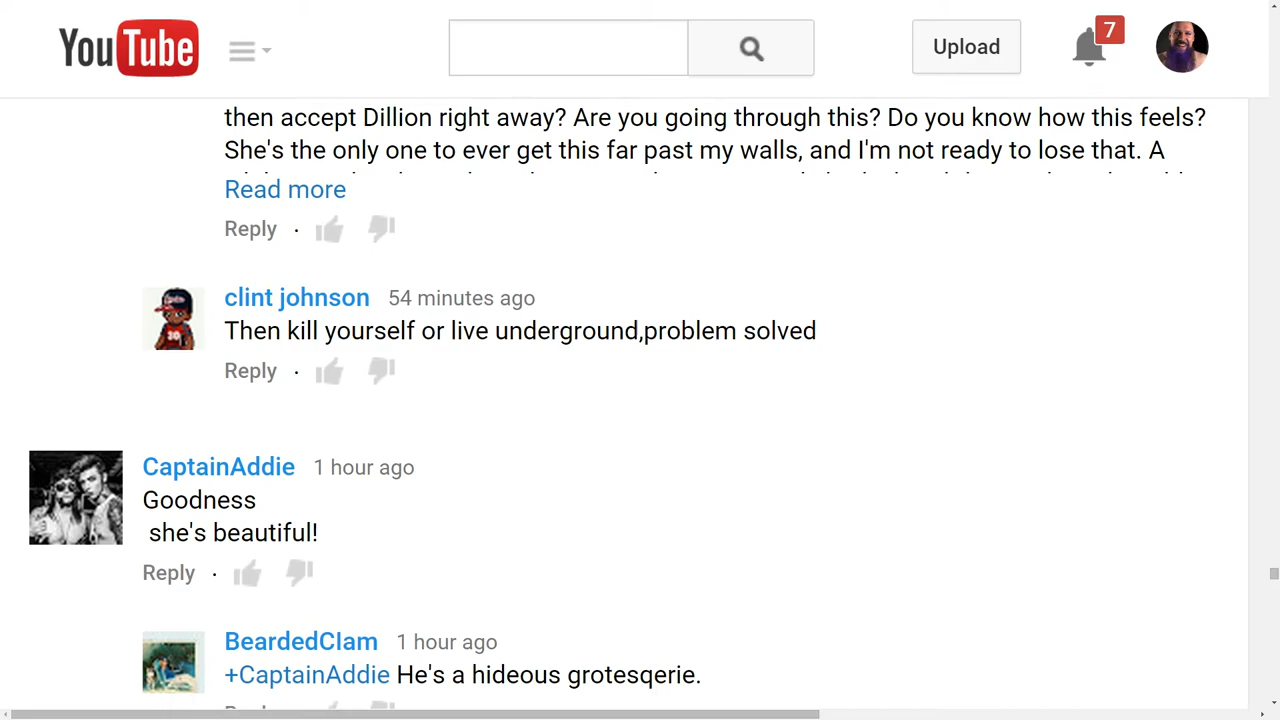 YouTube
Upload
7
then accept Dillion right away? Are you going through this? Do you know how this feels?
She's the only one to ever get this far past my walls, and I'm not ready to lose that. A
Read more
Reply ·
clint johnson 54 minutes ago
Then kill yourself or live underground,problem solved
Reply ·
CaptainAddie 1 hour ago
Goodness
she's beautiful!
Reply ·
BeardedCIam 1 hour ago
+CaptainAddie He's a hideous grotesqerie.